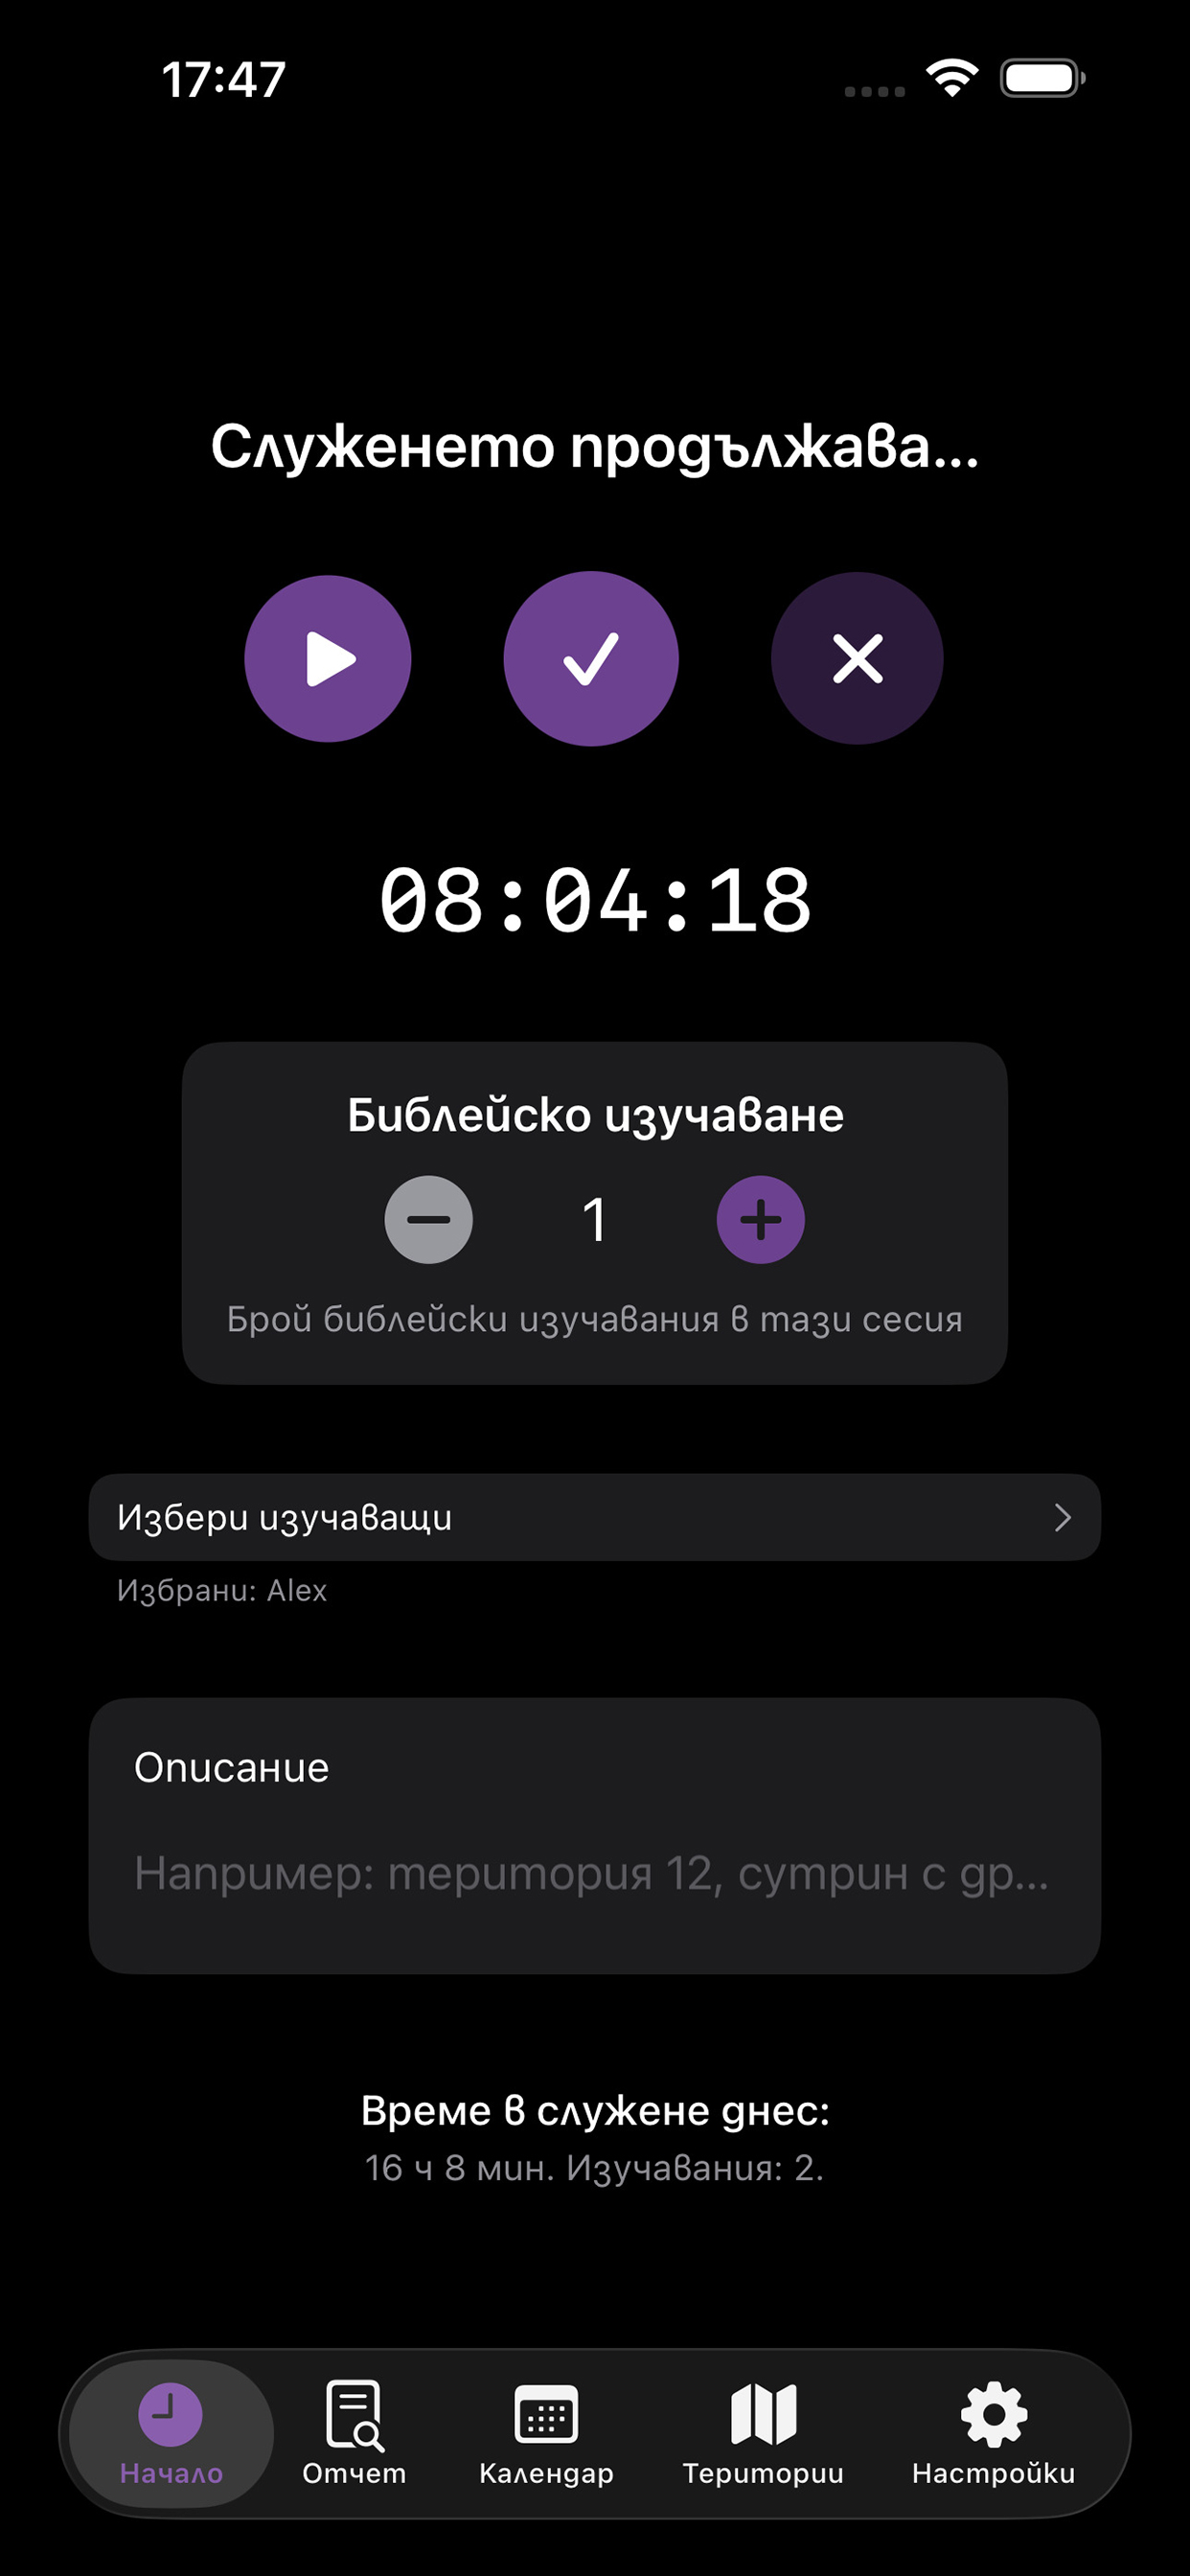 17:47
Служенето продължава...
08:04:18
Библейско изучаване
1
Брой библейски изучавания в тази сесия
Избери изучаващи
Избрани: Alex
Описание
Например: територия 12, сутрин с др...
Време в служене днес:
16 ч 8 мин. Изучавания: 2.
Начало
Отчет
Календар
Територии
Настройки